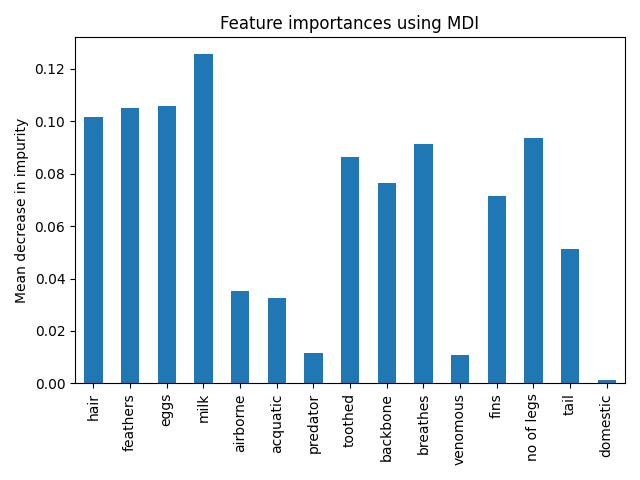 Feature importances using MDI
Mean decrease in impurity
0.12
0.10
0.08
0.06
0.04
0.02
0.00
hair
feathers
eggs
milk
airborne
acquatic
predator
toothed
backbone
breathes
venomous
fins
no of legs
tail
domestic